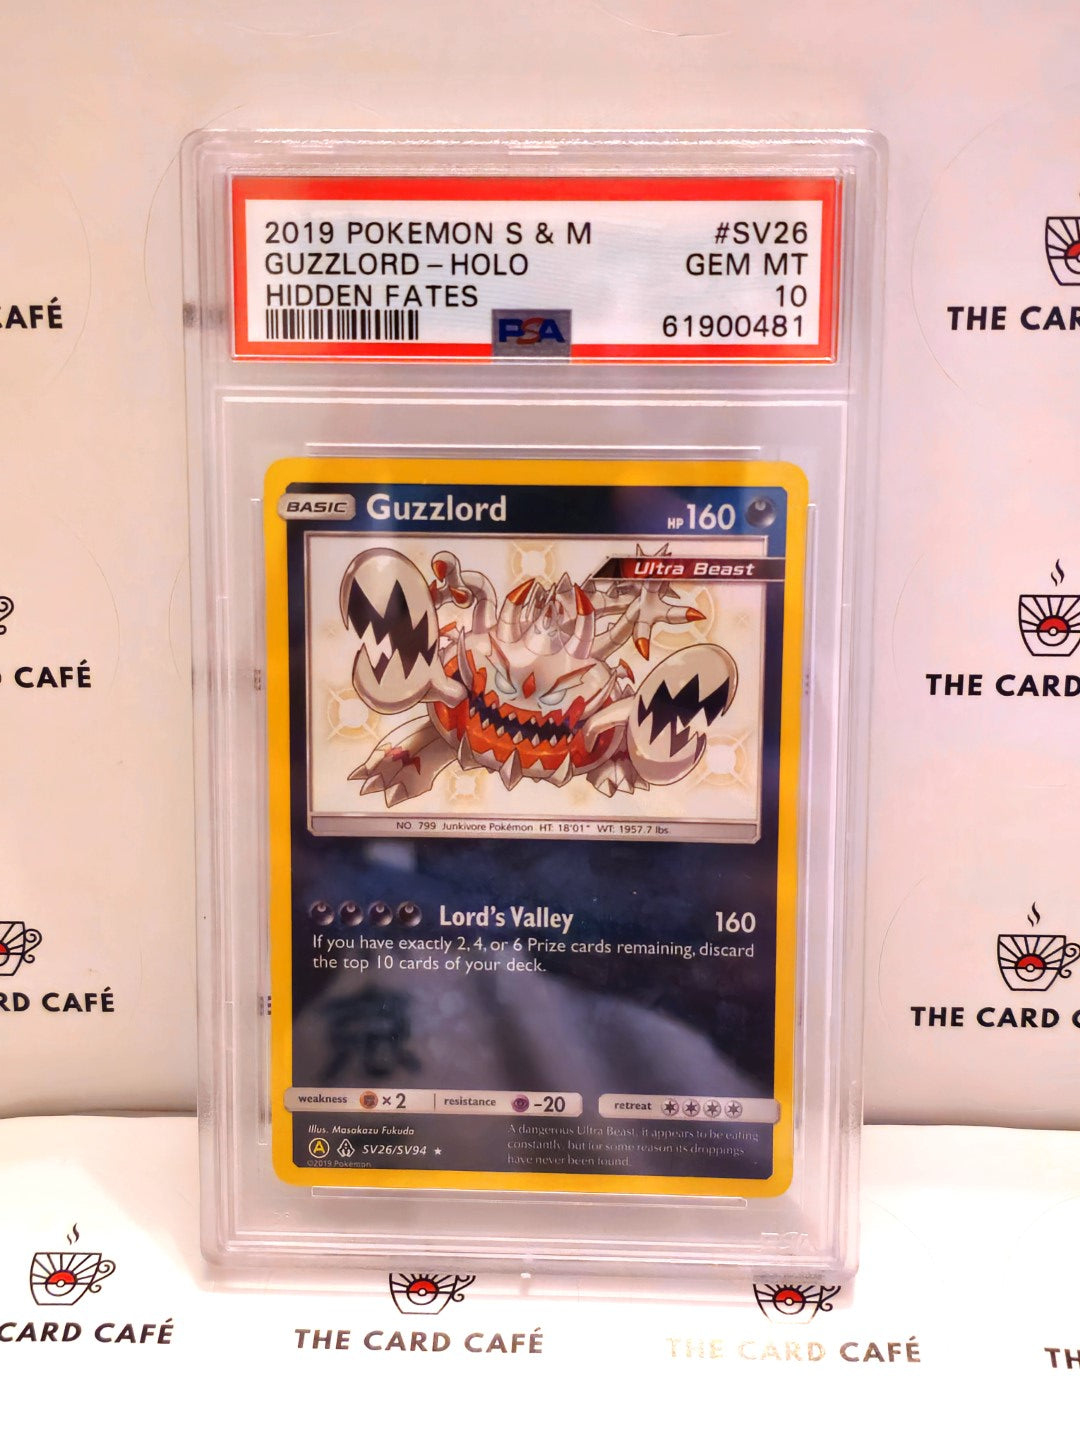 2019 POKEMON S & M #SV26
GUZZLORD - HOLO GEM MT
HIDDEN FATES 10
PSA 61900481
BASIC Guzzlord HP 160
Ultra Beast
NO. 799 Junkivore Pokémon HT: 18'01" WT: 1957.7 lbs.
Lord's Valley 160
If you have exactly 2, 4, or 6 Prize cards remaining, discard
the top 10 cards of your deck.
weakness × 2 resistance -20 retreat
Illus. Masakazu Fukuda
A SV26/SV94
©2019 Pokémon
A dangerous Ultra Beast, it appears to be eating
constantly, but for some reason its droppings
have never been found.
PSA
CAFÉ
THE CAR
CAFÉ
THE CARD
RD CAFÉ
THE CARD C
CARD CAFÉ
THE CARD CAFÉ
THE CARD CAFÉ
TH